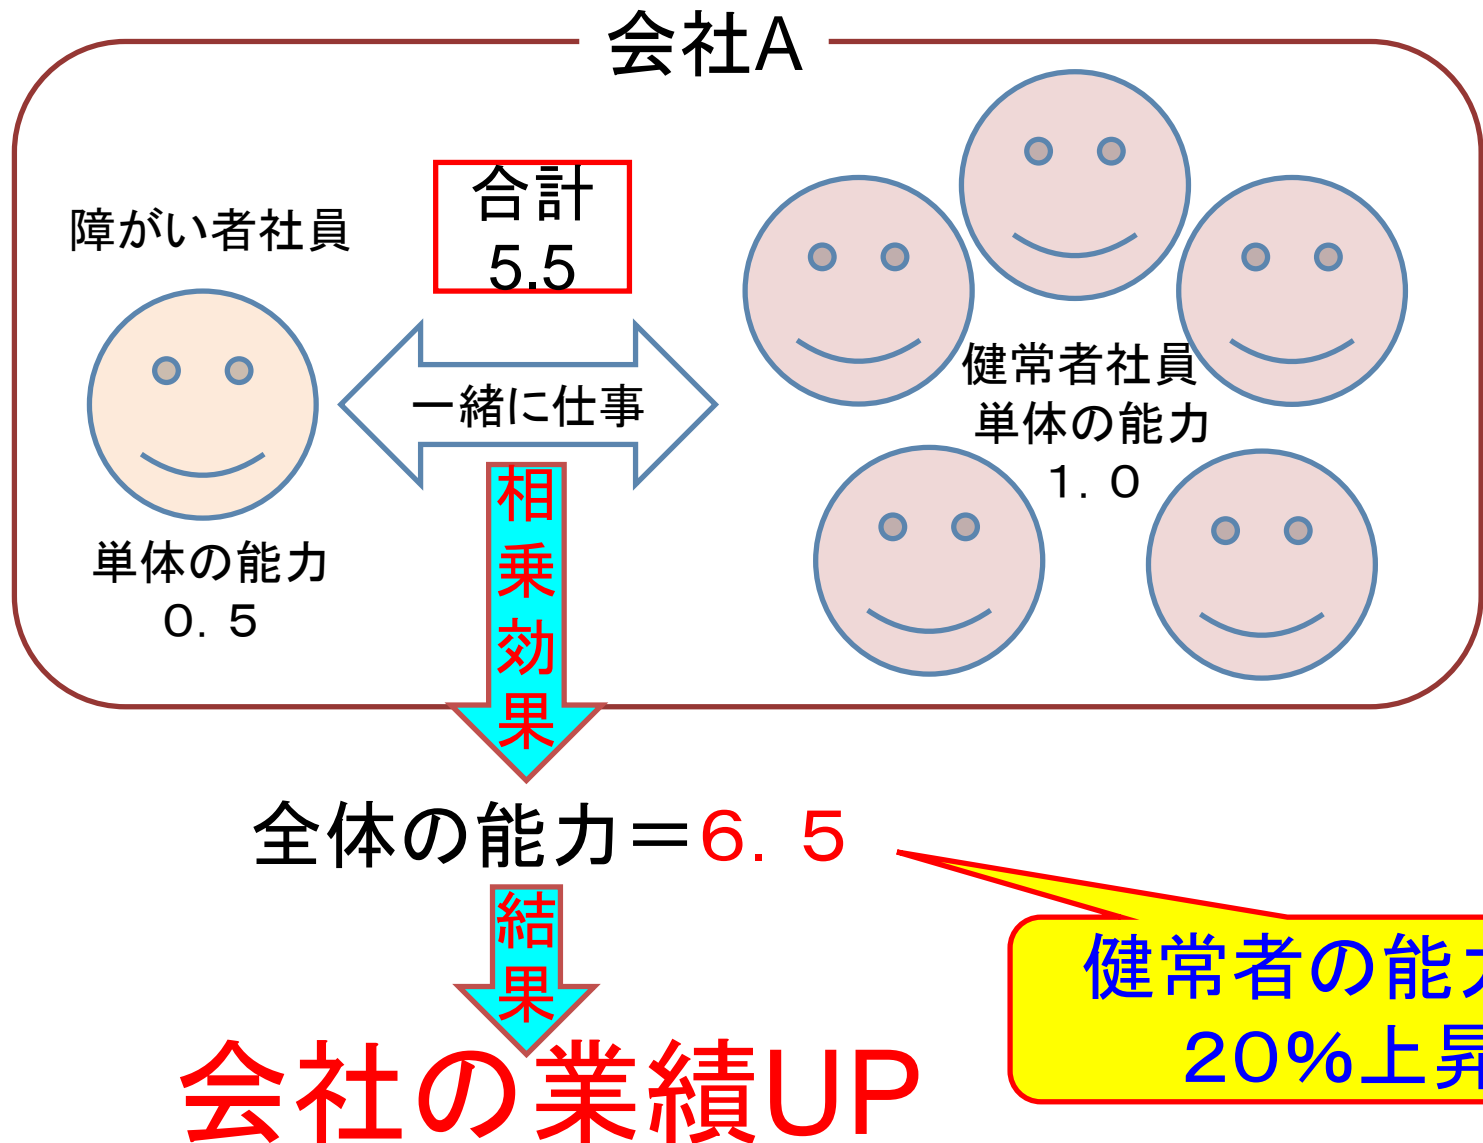 会社A
合計
5.5
障がい者社員
一緒に仕事
単体の能力
０．５
健常者社員
単体の能力
１．０
相乗効果
全体の能力＝６．５
結果
健常者の能
20%上昇
会社の業績UP